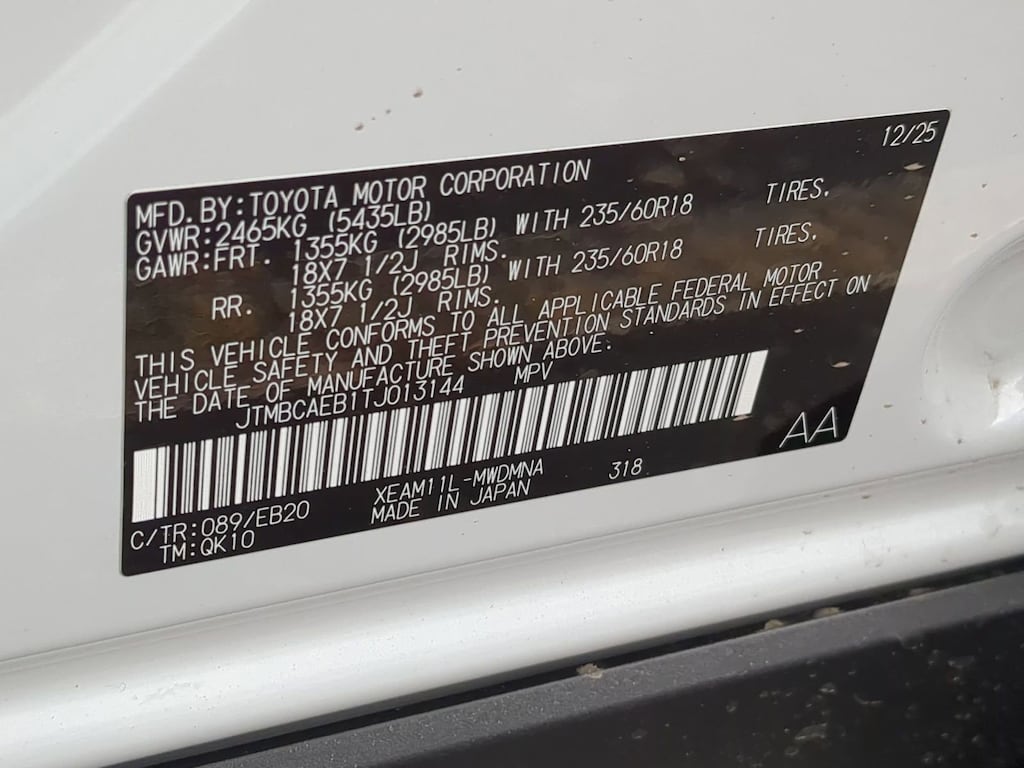 12/25
MFD. BY: TOYOTA MOTOR CORPORATION
GVWR: 2465KG (5435LB)
GAWR: FRT. 1355KG (2985LB) WITH 235/60R18 TIRES,
18X7 1/2J RIMS.
RR. 1355KG (2985LB) WITH 235/60R18 TIRES,
18X7 1/2J RIMS.
THIS VEHICLE CONFORMS TO ALL APPLICABLE FEDERAL MOTOR
VEHICLE SAFETY AND THEFT PREVENTION STANDARDS IN EFFECT ON
THE DATE OF MANUFACTURE SHOWN ABOVE.
JTMBCAEB1TJ013144 MPV
AA
C/TR: 089/EB20 XEAM11L-MWDMNA 318
TM: QK10 MADE IN JAPAN